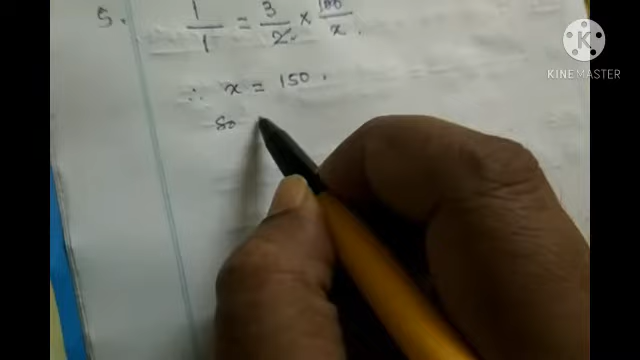 5. 1/1 = 3/2 × 100/x.
∴ x = 150.
So
KINEMASTER